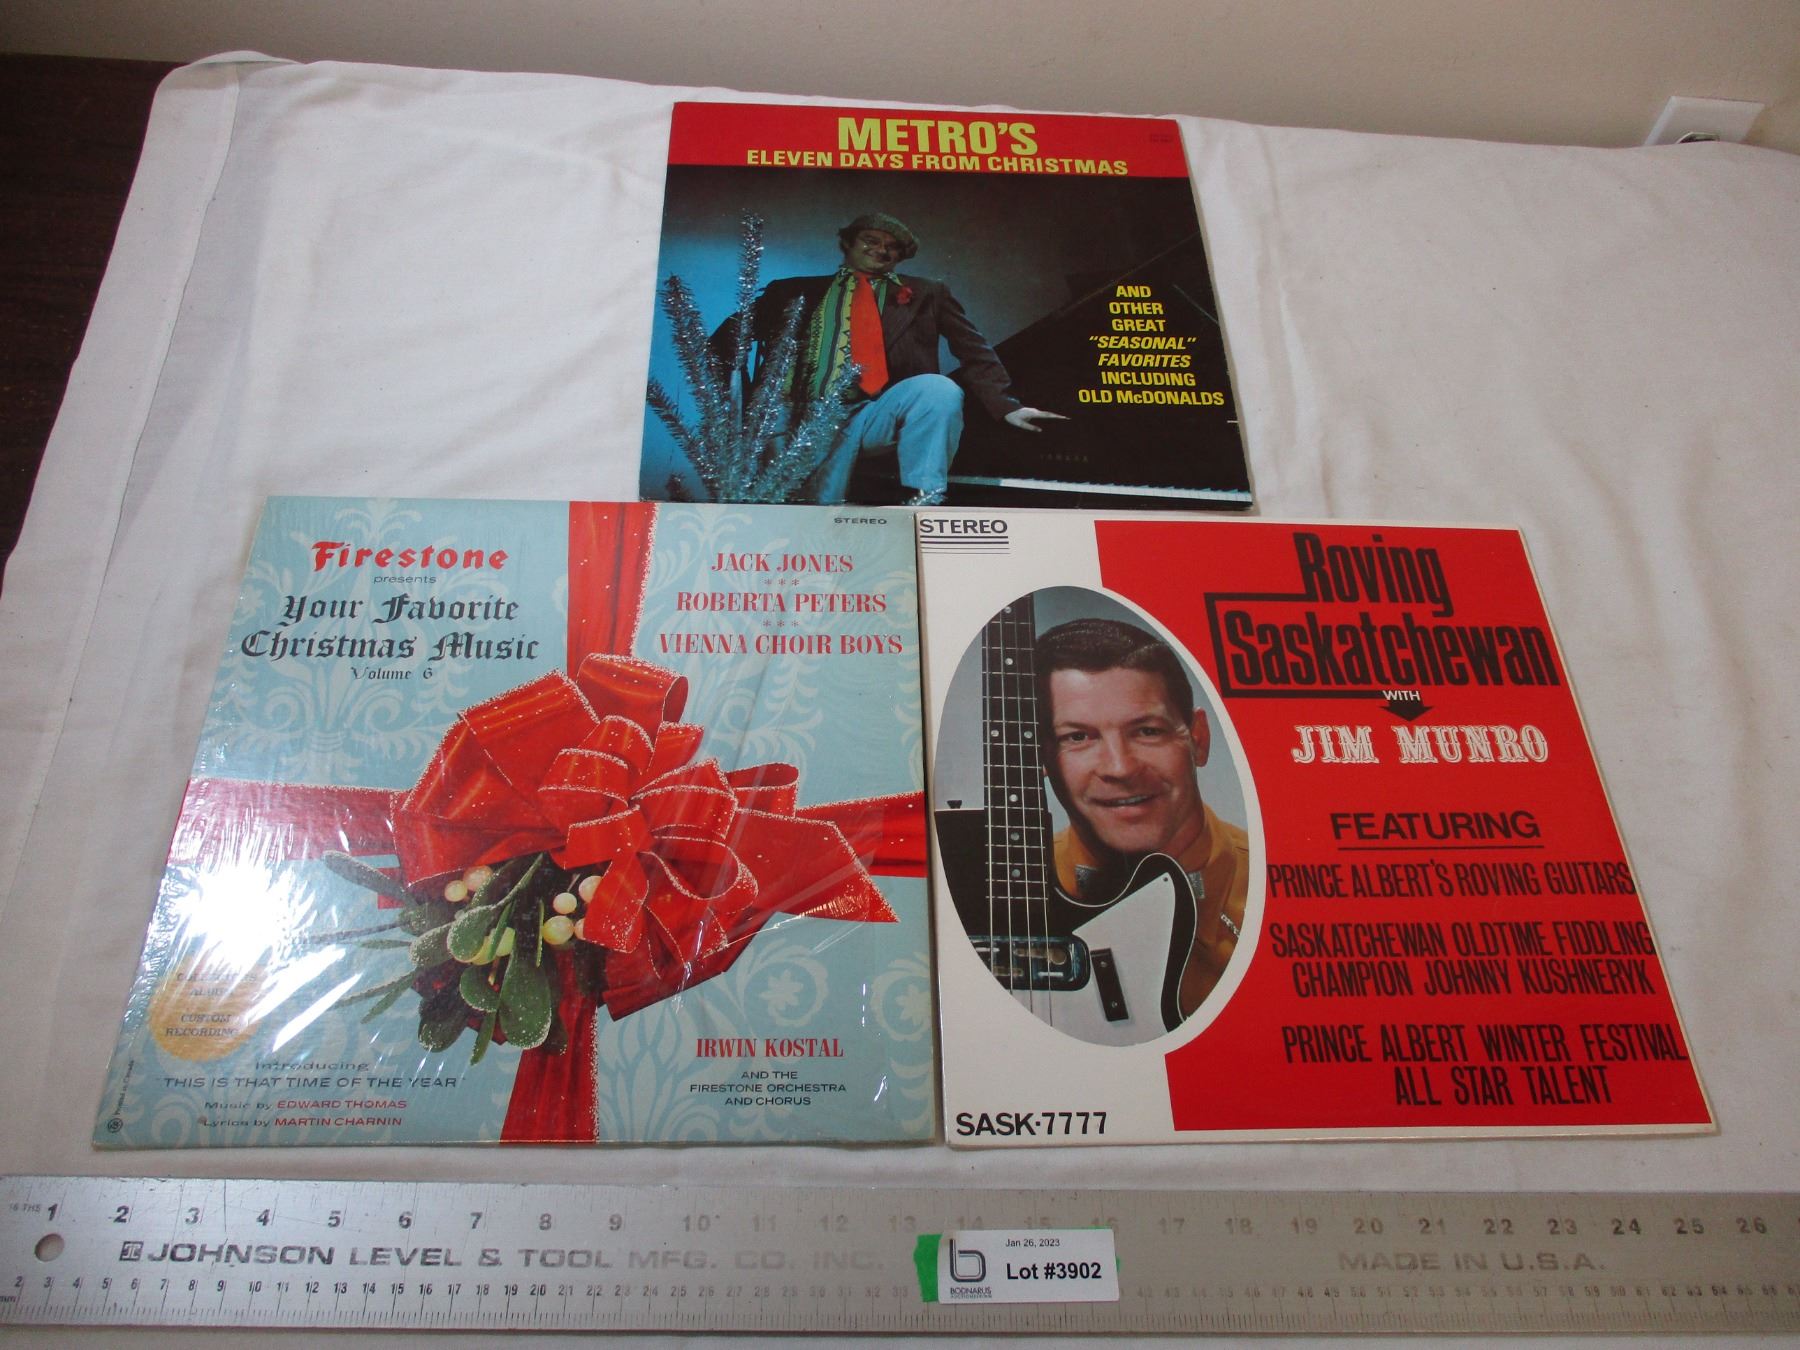 METRO'S
ELEVEN DAYS FROM CHRISTMAS
AND
OTHER
GREAT
"SEASONAL"
FAVORITES
INCLUDING
OLD McDONALDS
YAMAHA
STEREO
Firestone
presents
Your Favorite
Christmas Music
Volume 6
JACK JONES
***
ROBERTA PETERS
***
VIENNA CHOIR BOYS
CUSTOM
RECORDING
Introducing
"THIS IS THAT TIME OF THE YEAR"
Music by EDWARD THOMAS
Lyrics by MARTIN CHARNIN
IRWIN KOSTAL
AND THE
FIRESTONE ORCHESTRA
AND CHORUS
STEREO
Roving
Saskatchewan
WITH
JIM MUNRO
FEATURING
PRINCE ALBERT'S ROVING GUITARS
SASKATCHEWAN OLDTIME FIDDLING
CHAMPION JOHNNY KUSHNERYK
PRINCE ALBERT WINTER FESTIVAL
ALL STAR TALENT
SASK-7777
16 THS 1 2 3 4 5 6 7 8 9 10 11 12 13 14 15 16 17 18 19 20 21 22 23 24 25 26
JOHNSON LEVEL & TOOL MFG. CO. INC.
MADE IN U.S.A.
Jan 26, 2023
Lot #3902
BODNARUS
AUCTIONEERING